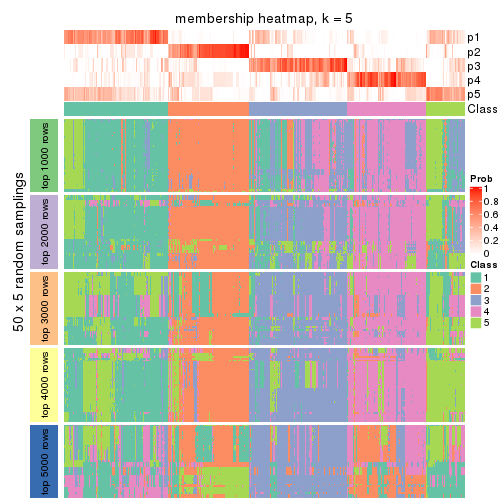 membership heatmap, k = 5
p1
p2
p3
p4
p5
Class
50 x 5 random samplings
top 1000 rows
top 2000 rows
top 3000 rows
top 4000 rows
top 5000 rows
Prob
1
0.8
0.6
0.4
0.2
0
Class
1
2
3
4
5